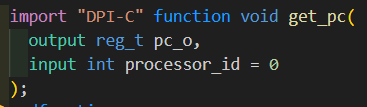 import "DPI-C" function void get_pc(
output reg_t pc_o,
input int processor_id = 0
);